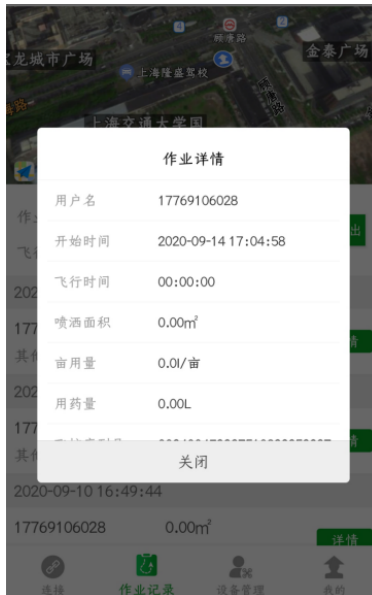 顾唐路
龙城市广场
金泰广场
上海隆盛驾校
上海交通大学国
作业详情
用户名 17769106028
开始时间 2020-09-14 17:04:58
飞行时间 00:00:00
喷洒面积 0.00㎡
亩用量 0.0l/亩
用药量 0.00L
关闭
2020-09-10 16:49:44
17769106028 0.00㎡
详情
连接 作业记录 设备管理 我的